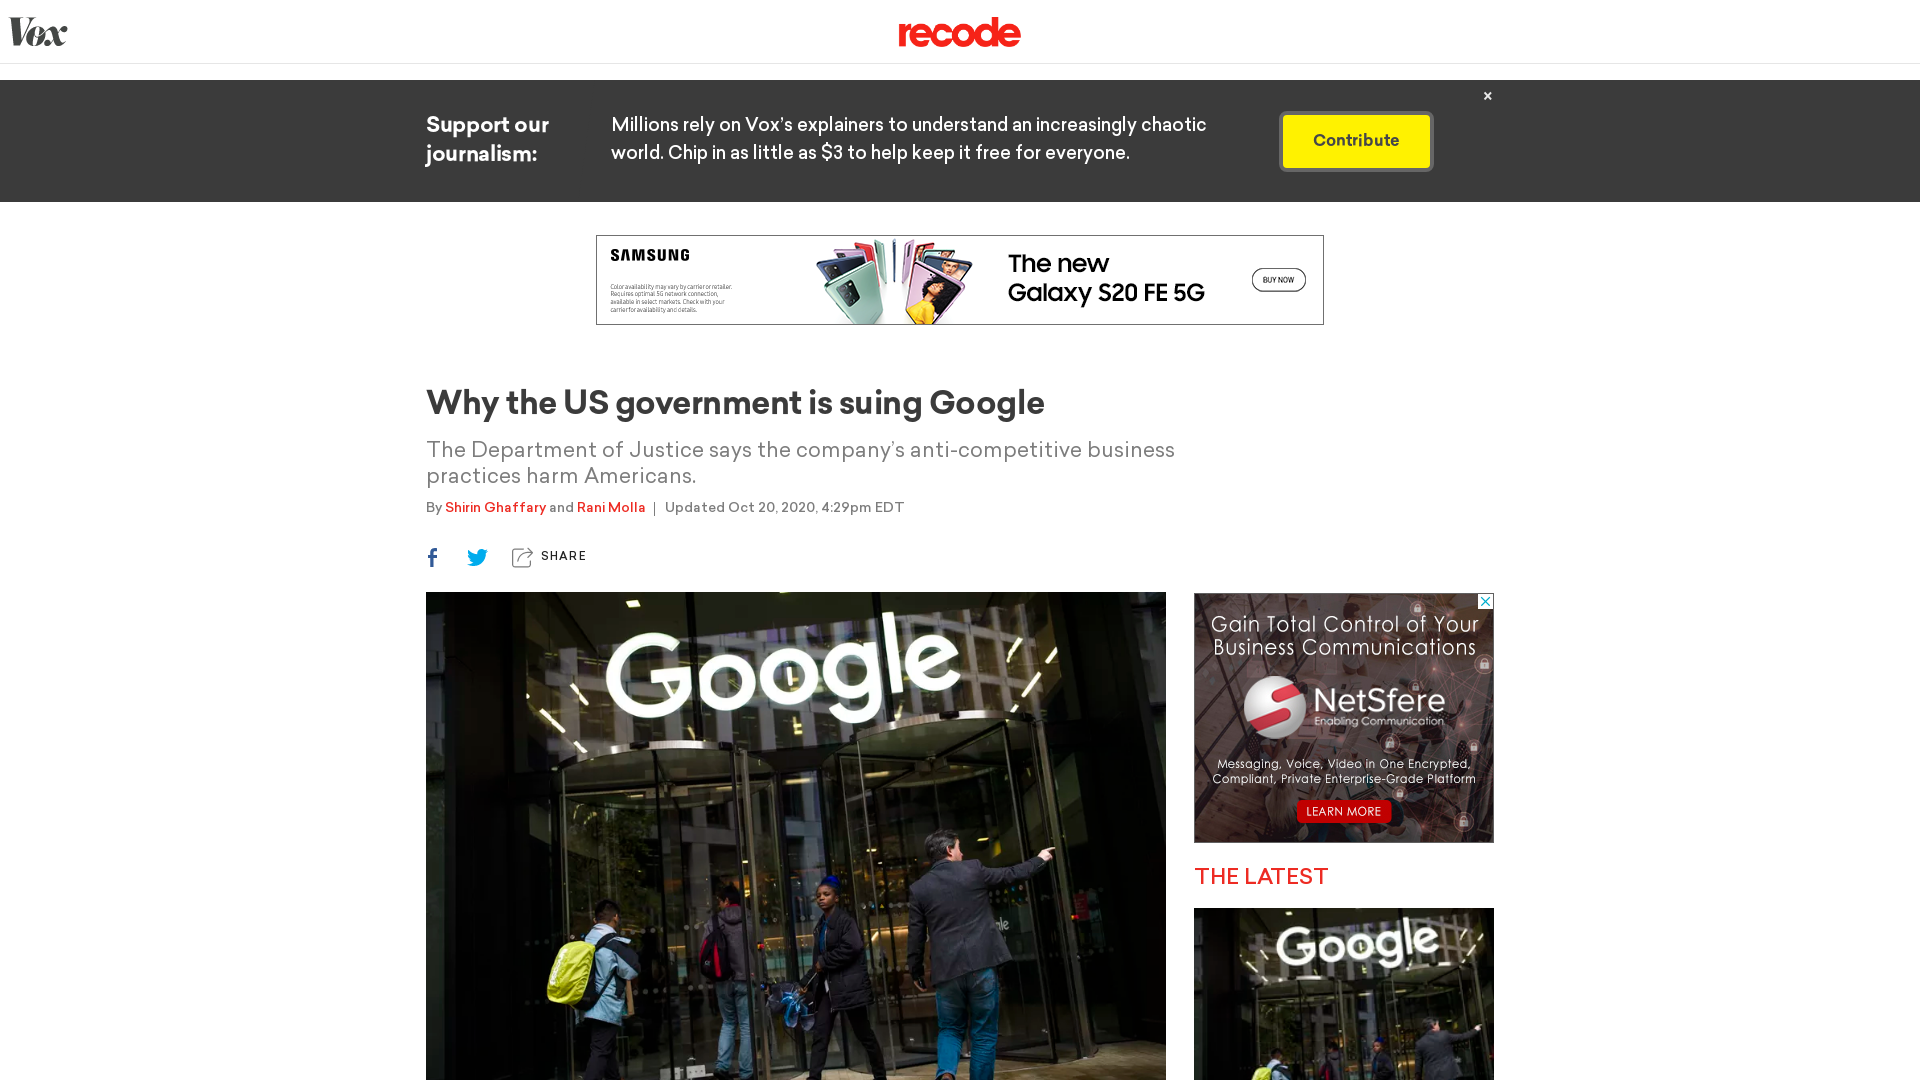 Vox
recode
×
Support our
journalism:
Millions rely on Vox's explainers to understand an increasingly chaotic
world. Chip in as little as $3 to help keep it free for everyone.
Contribute
SAMSUNG
Color availability may vary by carrier or retailer.
Requires optimal 5G network connection,
available in select markets. Check with your
carrier for availability and details.
The new
Galaxy S20 FE 5G
BUY NOW
Why the US government is suing Google
The Department of Justice says the company's anti-competitive business
practices harm Americans.
By Shirin Ghaffary and Rani Molla | Updated Oct 20, 2020, 4:29pm EDT
SHARE
Google
Gain Total Control of Your
Business Communications
NetSfere
Enabling Communication
Messaging, Voice, Video in One Encrypted,
Compliant, Private Enterprise-Grade Platform
LEARN MORE
THE LATEST
Google